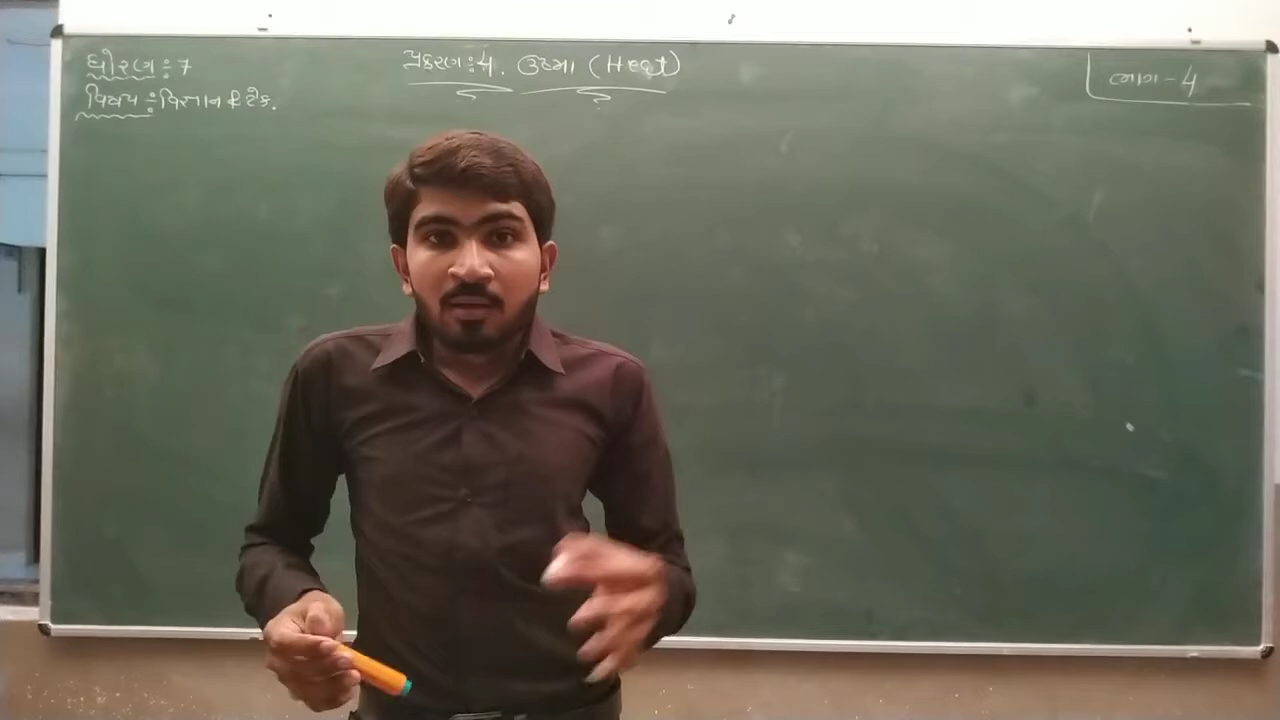 ધોરણ : 7
પ્રકરણ : 4. ઉષ્મા (Heat)
ભાગ - 4
વિષય : વિજ્ઞાન & ટેક.